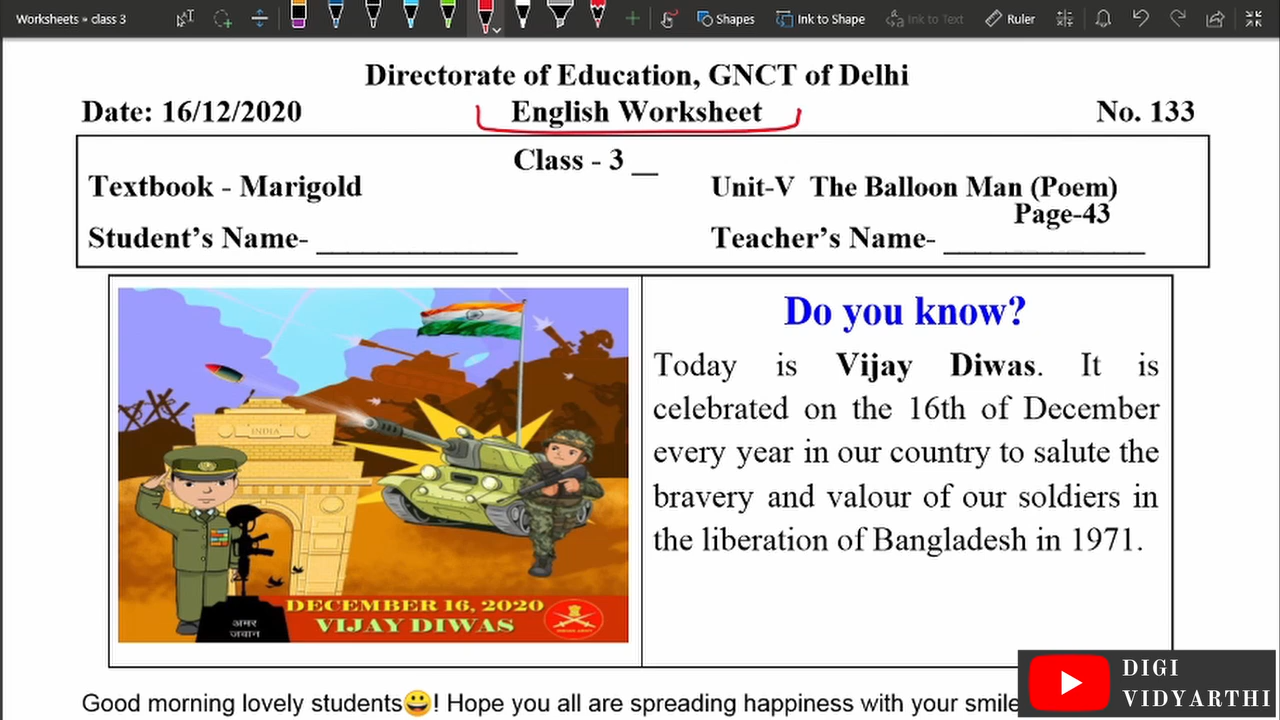 Worksheets - class 3
Shapes
Ink to Shape
Ink to Text
Ruler
Directorate of Education, GNCT of Delhi
Date: 16/12/2020
English Worksheet
No. 133
Class - 3 __
Textbook - Marigold
Unit-V The Balloon Man (Poem)
Page-43
Student's Name- _______________
Teacher's Name- _______________
INDIA
अमर
जवान
DECEMBER 16, 2020
VIJAY DIWAS
INDIAN ARMY
Do you know?
Today is Vijay Diwas. It is
celebrated on the 16th of December
every year in our country to salute the
bravery and valour of our soldiers in
the liberation of Bangladesh in 1971.
Good morning lovely students😀! Hope you all are spreading happiness with your smile
DIGI
VIDYARTHI